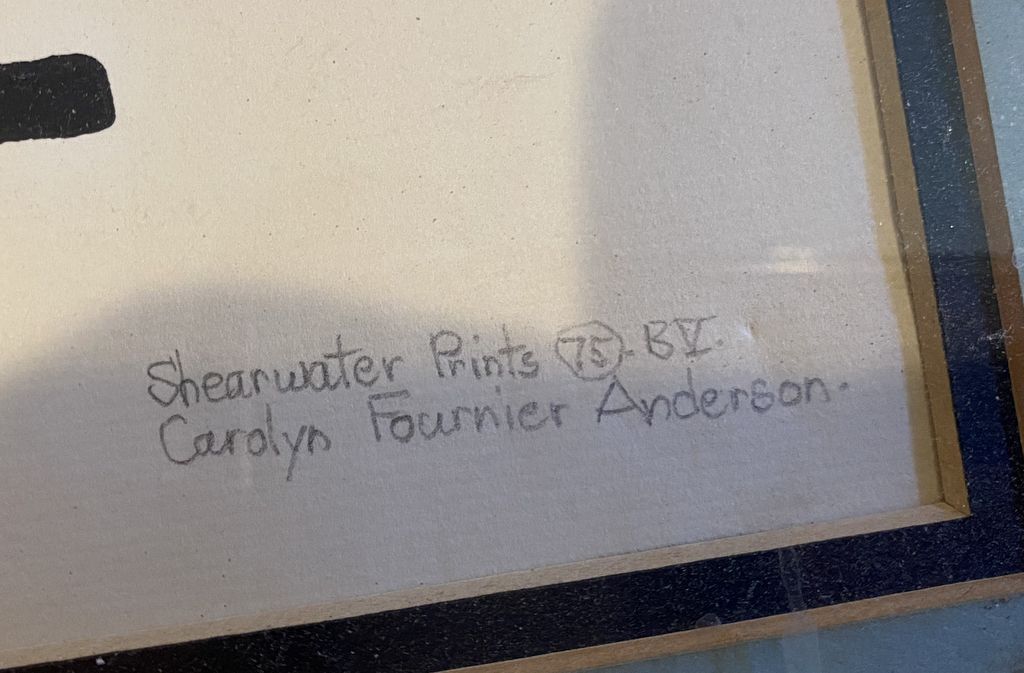 Shearwater Prints (75)-BV.
Carolyn Fournier Anderson.